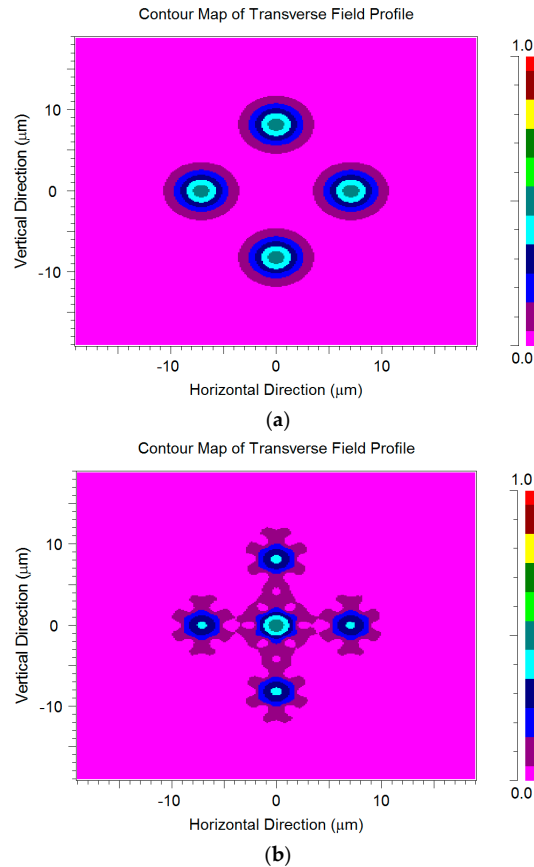 Contour Map of Transverse Field Profile
1.0
10
0
-10
Vertical Direction (μm)
0.0
-10 0 10
Horizontal Direction (μm)
(a)
Contour Map of Transverse Field Profile
1.0
10
0
-10
Vertical Direction (μm)
0.0
-10 0 10
Horizontal Direction (μm)
(b)